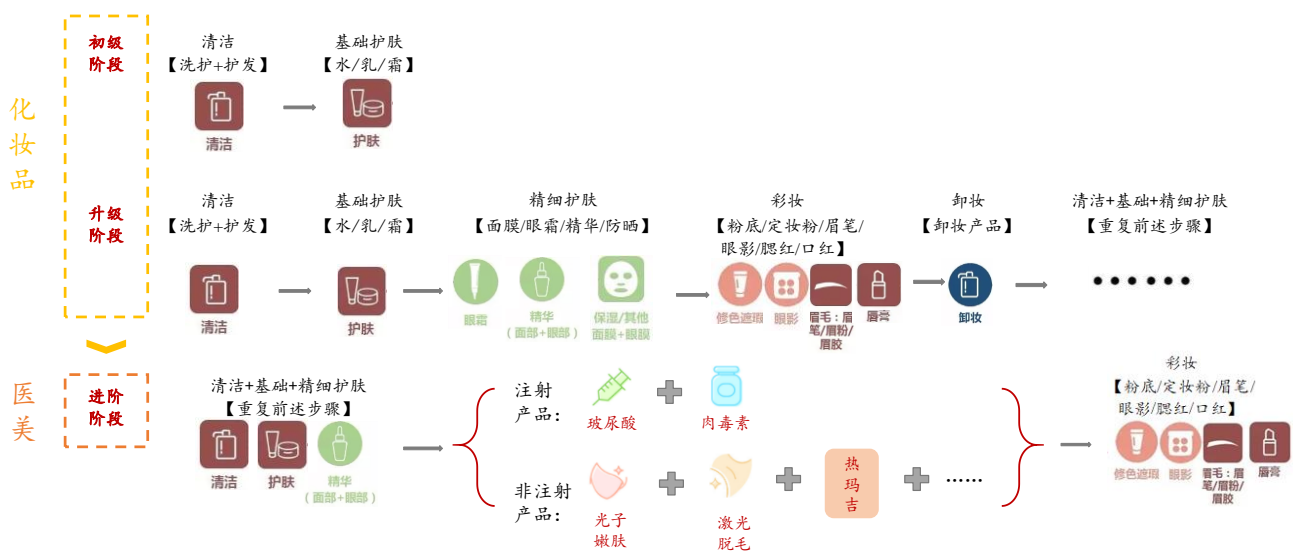 化妆品
初级
阶段
清洁
【洗护+护发】
清洁
基础护肤
【水/乳/霜】
护肤
升级
阶段
清洁
【洗护+护发】
清洁
基础护肤
【水/乳/霜】
护肤
精细护肤
【面膜/眼霜/精华/防晒】
眼霜
精华
（面部+眼部）
保湿/其他
面膜+眼膜
彩妆
【粉底/定妆粉/眉笔/
眼影/腮红/口红】
修色遮瑕
眼影
眉毛：眉
笔/眉粉/
眉胶
唇膏
卸妆
【卸妆产品】
卸妆
清洁+基础+精细护肤
【重复前述步骤】
••••••
医美
进阶
阶段
清洁+基础+精细护肤
【重复前述步骤】
清洁
护肤
精华
（面部+眼部）
注射
产品：
玻尿酸
肉毒素
非注射
产品：
光子
嫩肤
激光
脱毛
热玛吉
……
彩妆
【粉底/定妆粉/眉笔/
眼影/腮红/口红】
修色遮瑕
眼影
眉毛：眉
笔/眉粉/
眉胶
唇膏